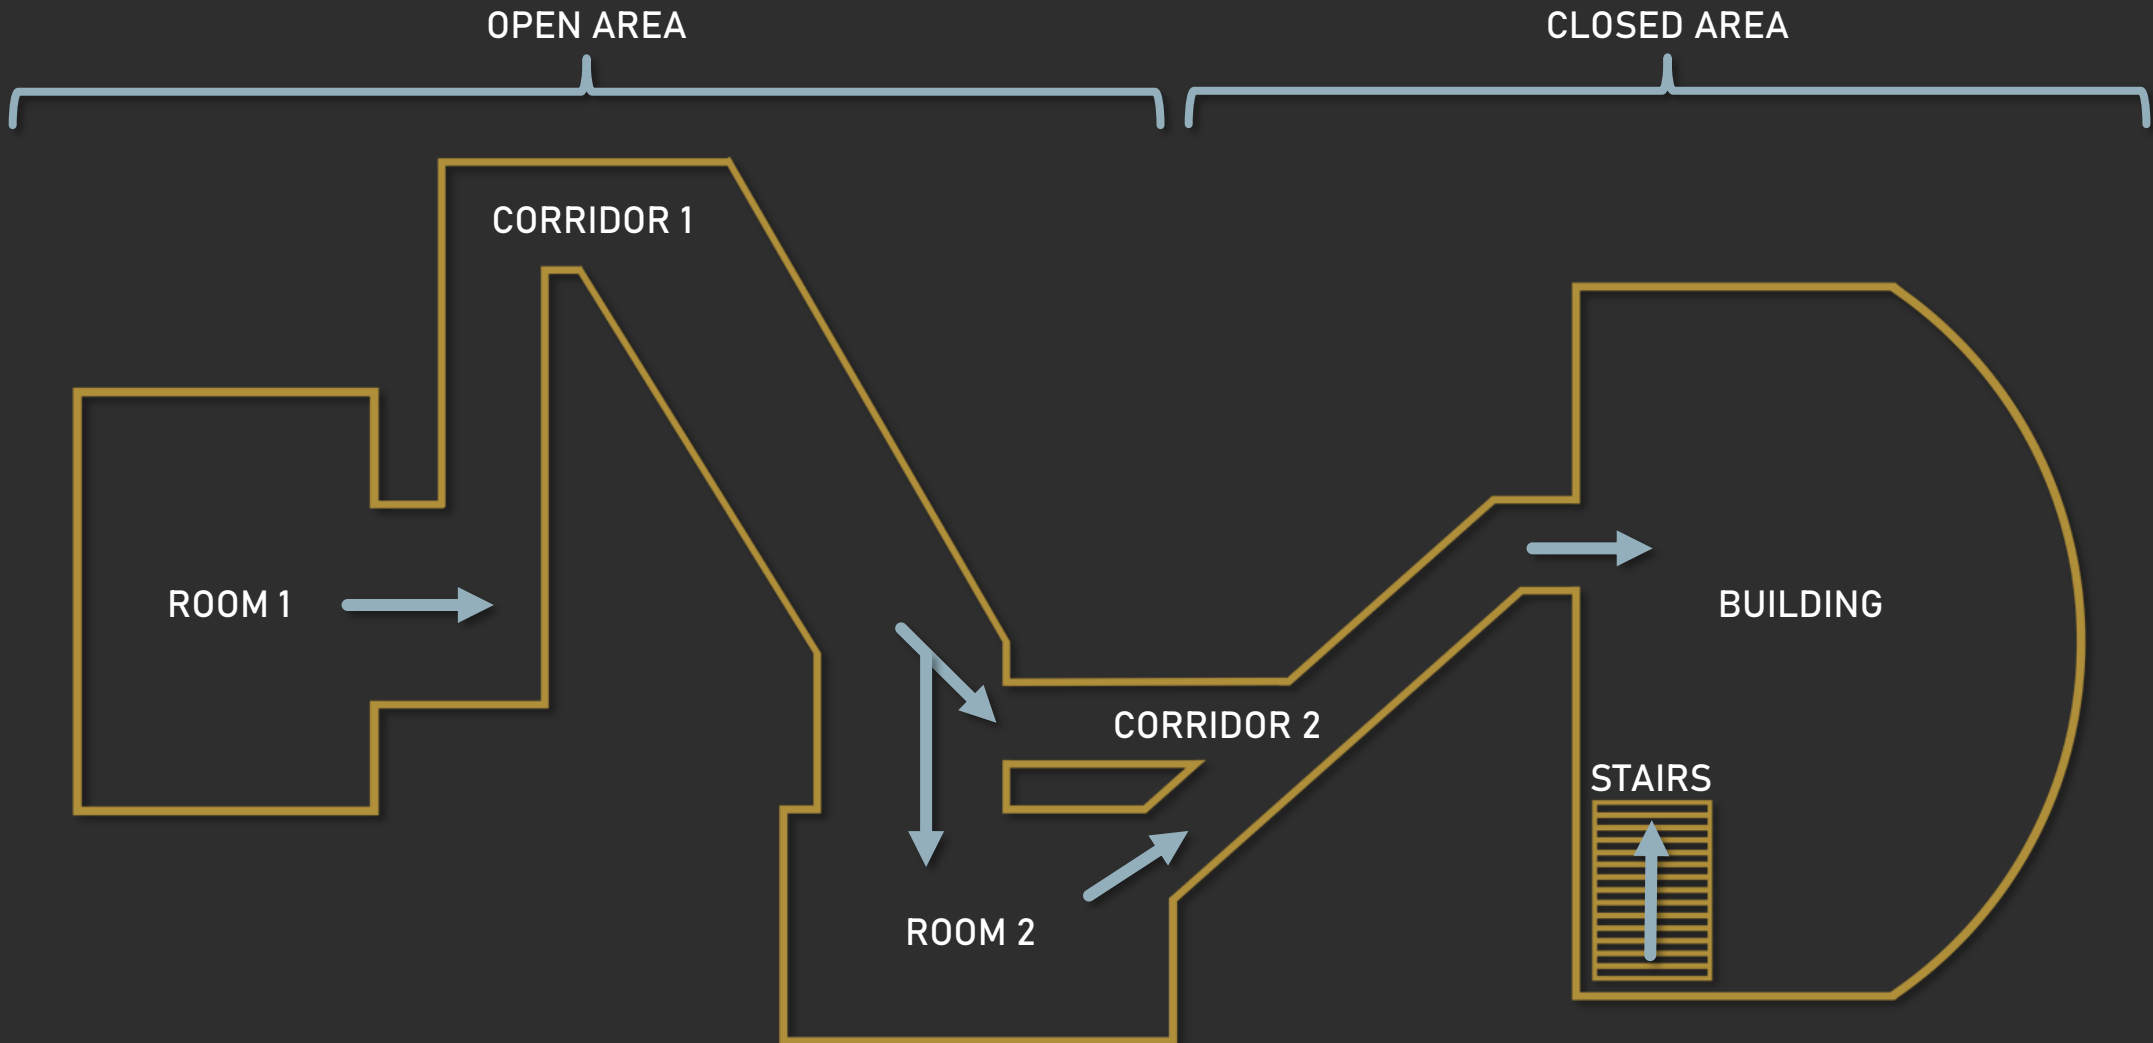 OPEN AREA
CLOSED AREA
CORRIDOR 1
ROOM 1
BUILDING
CORRIDOR 2
STAIRS
ROOM 2